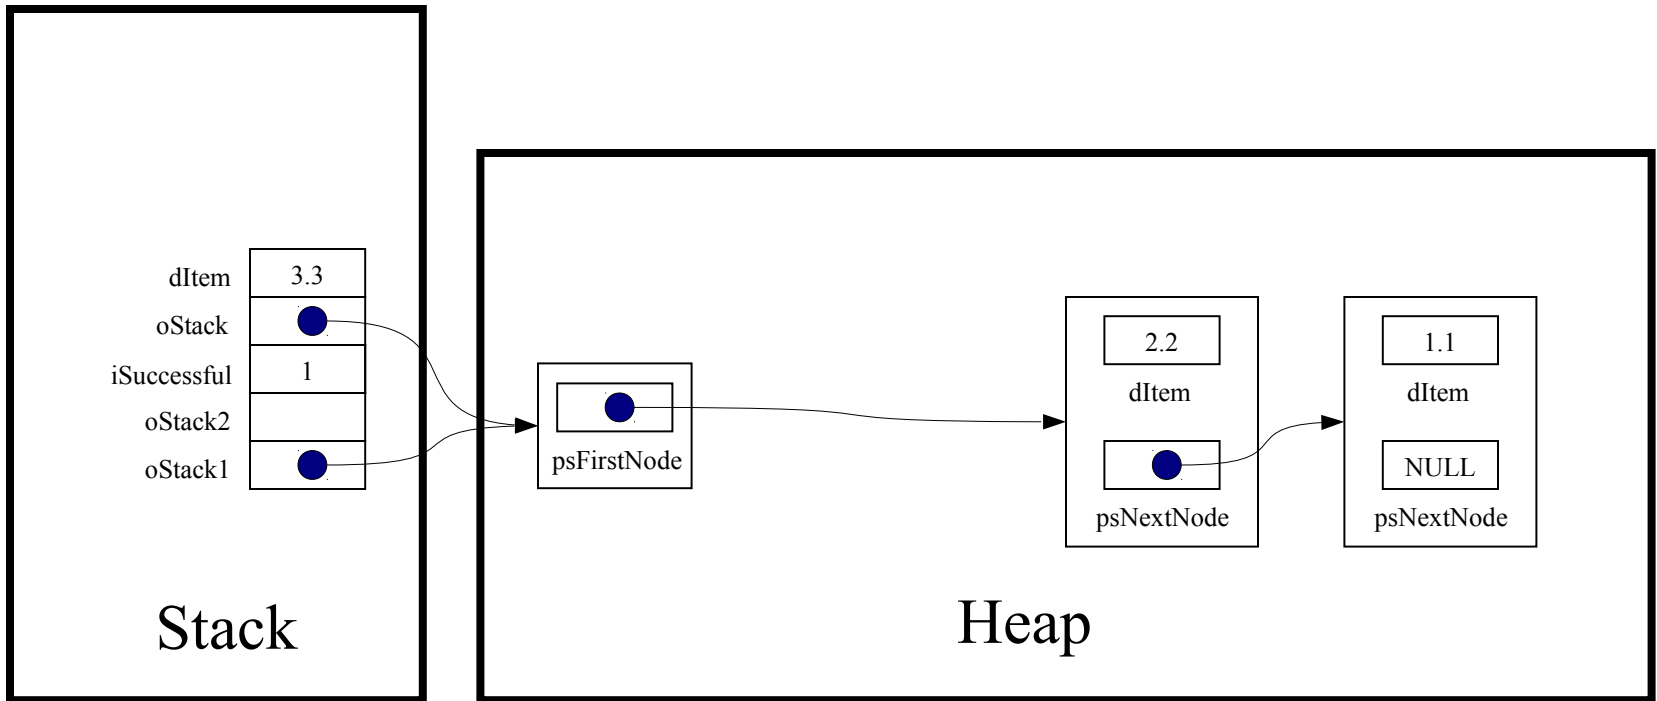 dItem 3.3
oStack
iSuccessful 1
oStack2
oStack1
Stack
psFirstNode
2.2
dItem
psNextNode
1.1
dItem
NULL
psNextNode
Heap